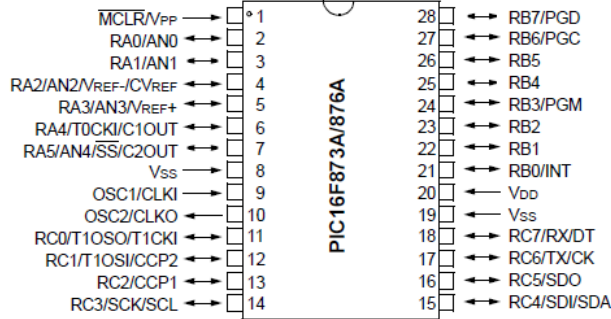 MCLR/VPP 1 28 RB7/PGD
RA0/AN0 2 27 RB6/PGC
RA1/AN1 3 26 RB5
RA2/AN2/VREF-/CVREF 4 25 RB4
RA3/AN3/VREF+ 5 24 RB3/PGM
RA4/T0CKI/C1OUT 6 23 RB2
RA5/AN4/SS/C2OUT 7 22 RB1
VSS 8 21 RB0/INT
OSC1/CLKI 9 20 VDD
OSC2/CLKO 10 19 VSS
RC0/T1OSO/T1CKI 11 18 RC7/RX/DT
RC1/T1OSI/CCP2 12 17 RC6/TX/CK
RC2/CCP1 13 16 RC5/SDO
RC3/SCK/SCL 14 15 RC4/SDI/SDA
PIC16F873A/876A